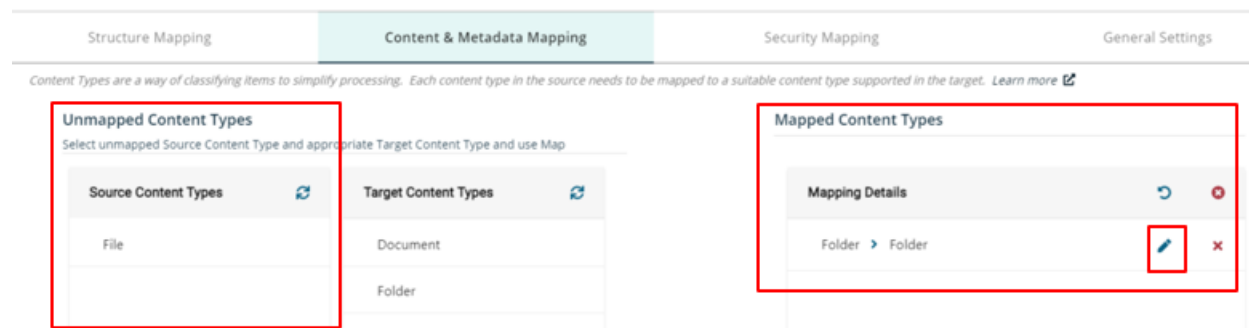 Structure Mapping
Content & Metadata Mapping
Security Mapping
General Settings
Content Types are a way of classifying items to simplify processing. Each content type in the source needs to be mapped to a suitable content type supported in the target. Learn more
Unmapped Content Types
Select unmapped Source Content Type and appropriate Target Content Type and use Map
Source Content Types
File
Target Content Types
Document
Folder
Mapped Content Types
Mapping Details
Folder > Folder